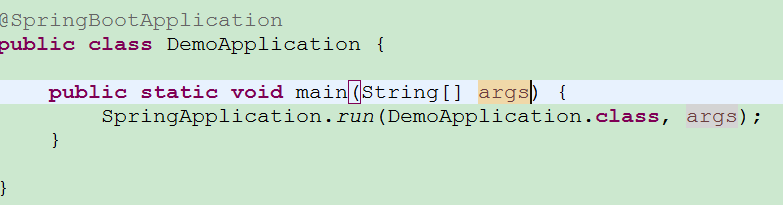 @SpringBootApplication
public class DemoApplication {
public static void main(String[] args) {
SpringApplication.run(DemoApplication.class, args);
}
}